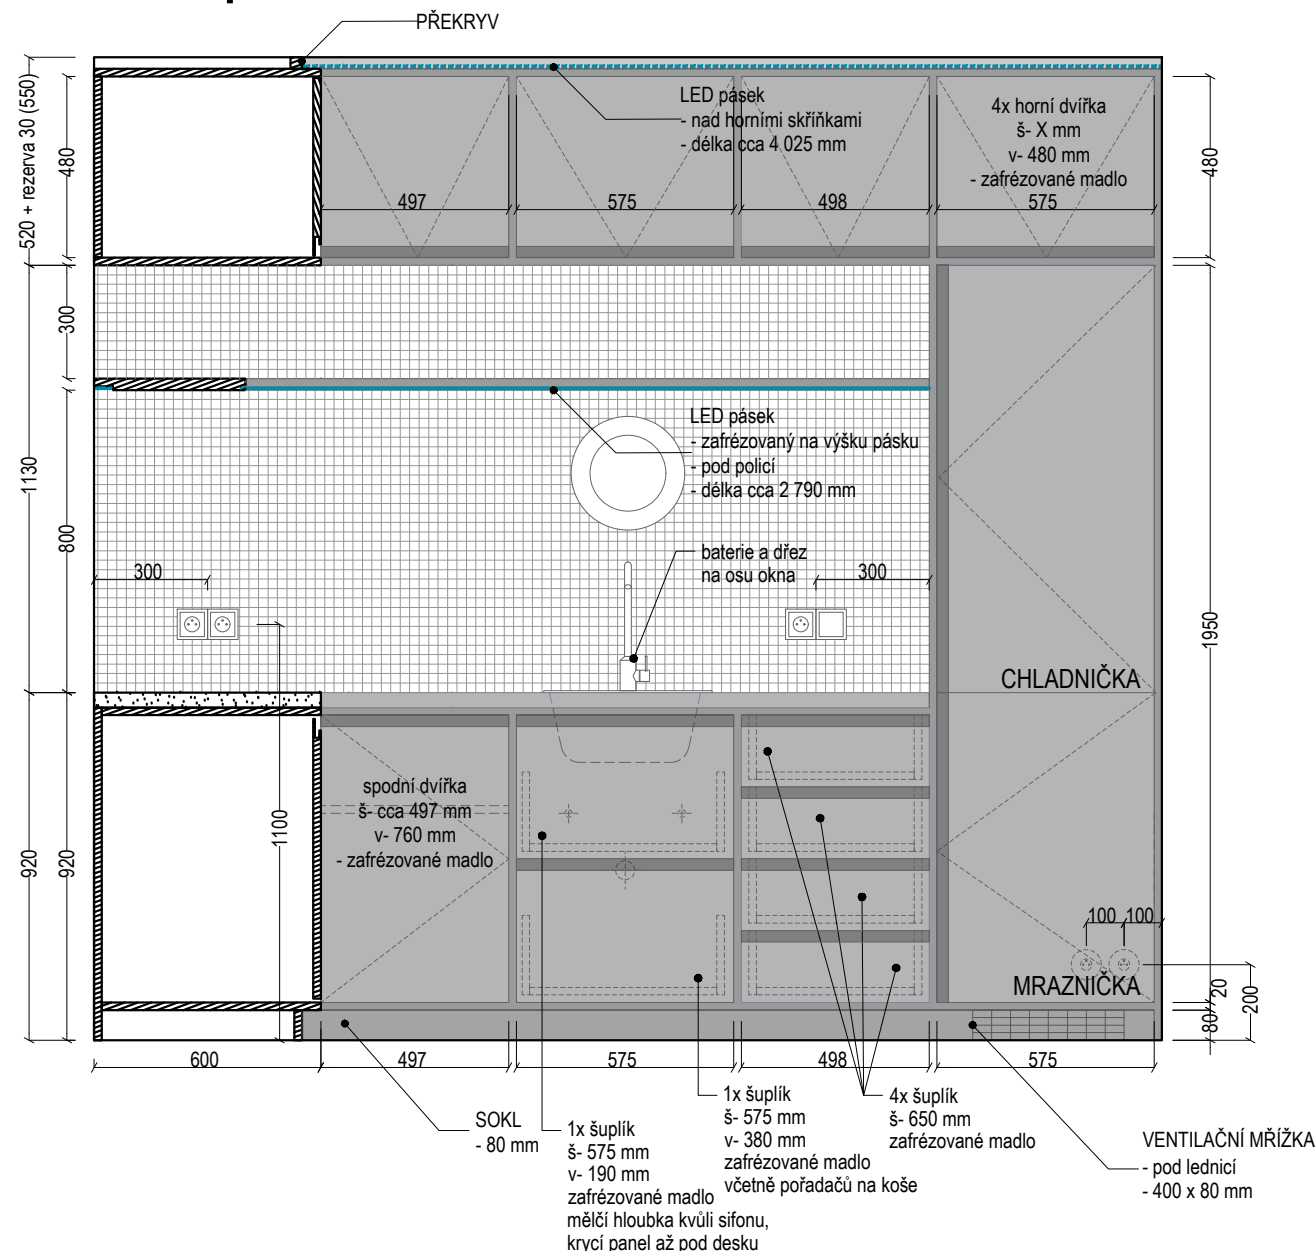 PŘEKRYV
LED pásek
- nad horními skříňkami
- délka cca 4 025 mm
4x horní dvířka
š- X mm
v- 480 mm
- zafrézované madlo
520 + rezerva 30 (550)
480
480
497
575
498
575
300
LED pásek
- zafrézovaný na výšku pásku
- pod policí
- délka cca 2 790 mm
1130
800
baterie a dřez
na osu okna
300
300
1950
CHLADNIČKA
spodní dvířka
š- cca 497 mm
v- 760 mm
- zafrézované madlo
1100
920
920
100
100
MRAZNIČKA
20
80
200
600
497
575
498
575
SOKL
- 80 mm
1x šuplík
š- 575 mm
v- 190 mm
zafrézované madlo
mělčí hloubka kvůli sifonu,
krycí panel až pod desku
1x šuplík
š- 575 mm
v- 380 mm
zafrézované madlo
včetně pořadačů na koše
4x šuplík
š- 650 mm
zafrézované madlo
VENTILAČNÍ MŘÍŽKA
- pod lednicí
- 400 x 80 mm